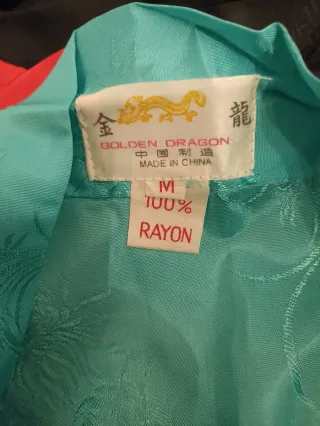 金 龍
GOLDEN DRAGON
中國制造
MADE IN CHINA
M
100%
RAYON